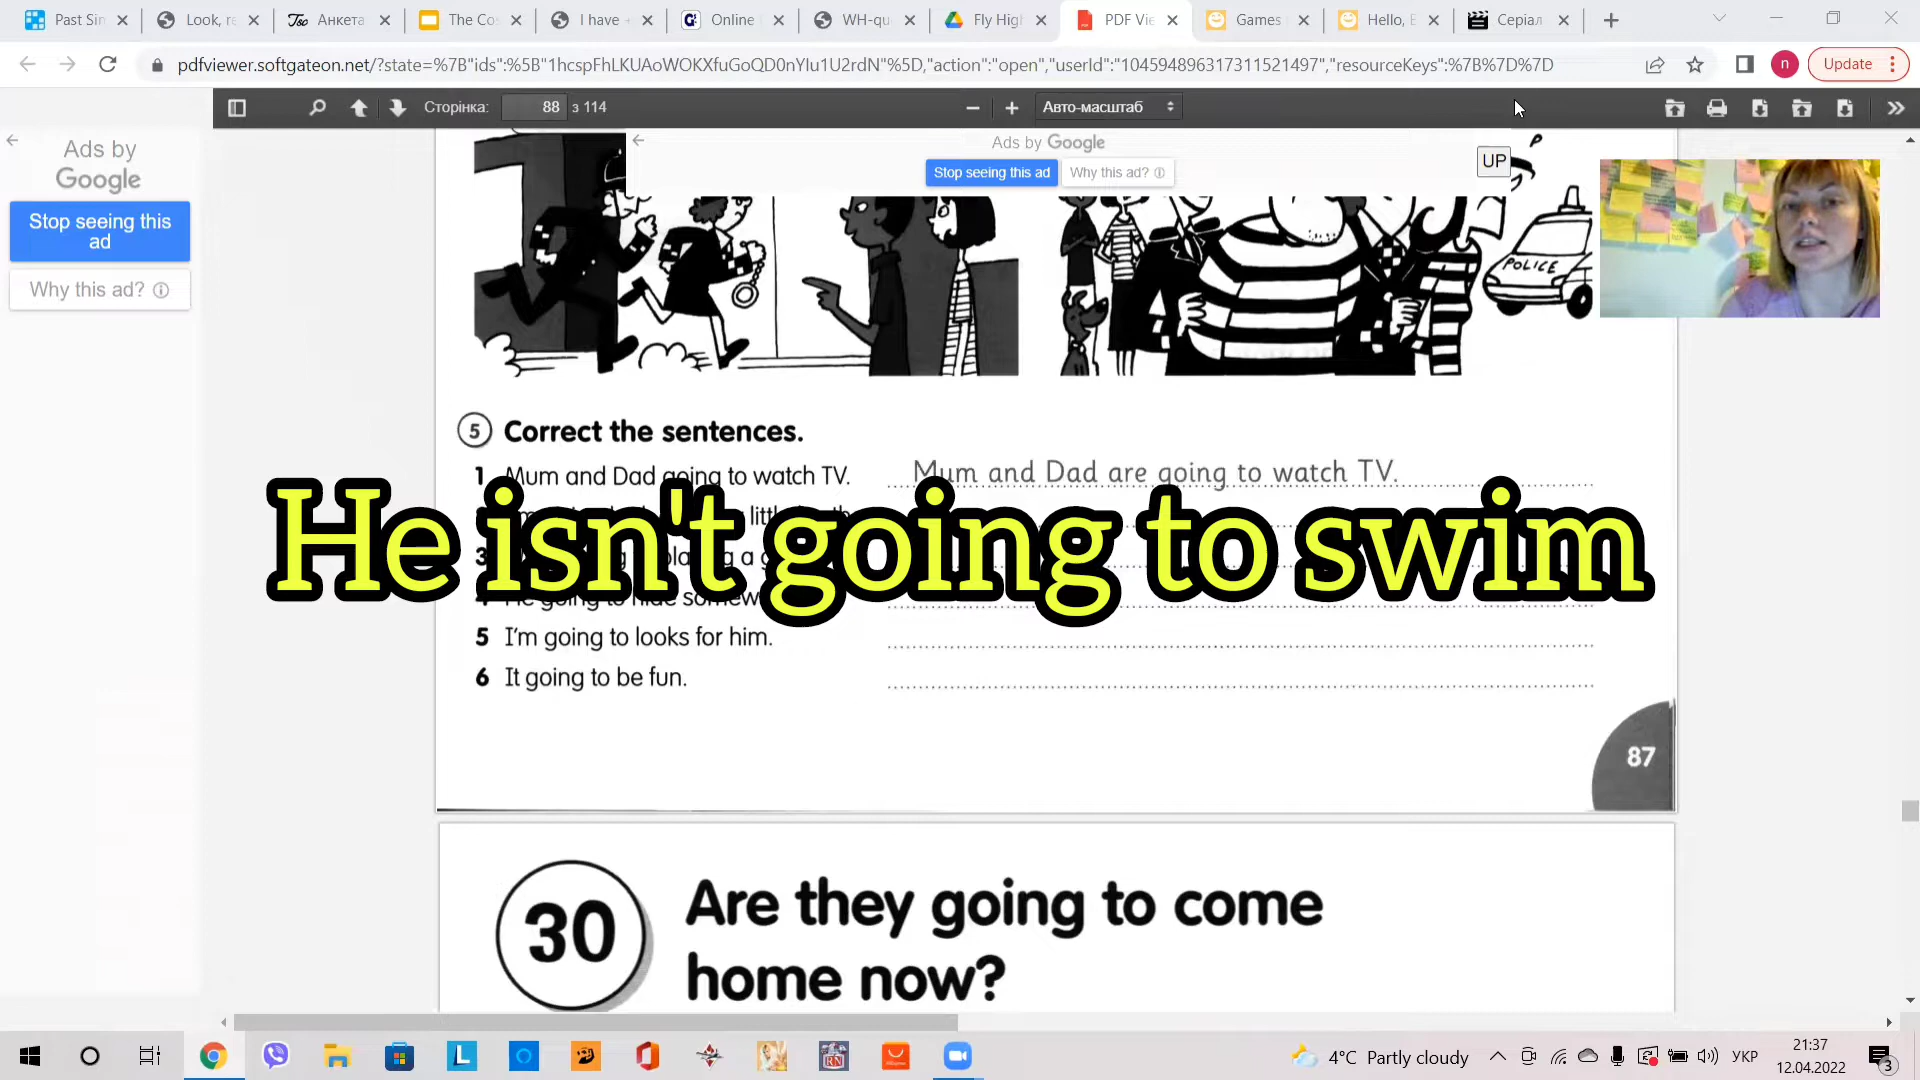 Past Sin
Look, re
Анкета
The Cos
I have
Online
WH-qu
Fly High
PDF Vie
Games
Hello, E
Серіал
pdfviewer.softgateon.net/?state=%7B"ids":%5B"1hcspFhLKUAoWOKXfuGoQD0nYIu1U2rdN"%5D,"action":"open","userId":"104594896317311521497","resourceKeys":%7B%7D%7D
n
Update
Сторінка: 88 з 114
Авто-масштаб
Ads by
Google
Stop seeing this
ad
Why this ad?
Ads by Google
Stop seeing this ad
Why this ad?
UP
POLICE
5 Correct the sentences.
1 Mum and Dad going to watch TV.
Mum and Dad are going to watch TV.
He isn't going to swim
5 I'm going to looks for him.
6 It going to be fun.
87
30
Are they going to come
home now?
4°C Partly cloudy
УКР
21:37
12.04.2022
3